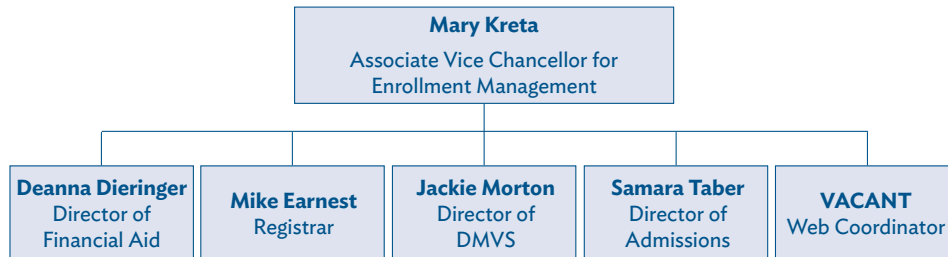 Mary Kreta
Associate Vice Chancellor for
Enrollment Management
Deanna Dieringer
Director of
Financial Aid
Mike Earnest
Registrar
Jackie Morton
Director of
DMVS
Samara Taber
Director of
Admissions
VACANT
Web Coordinator